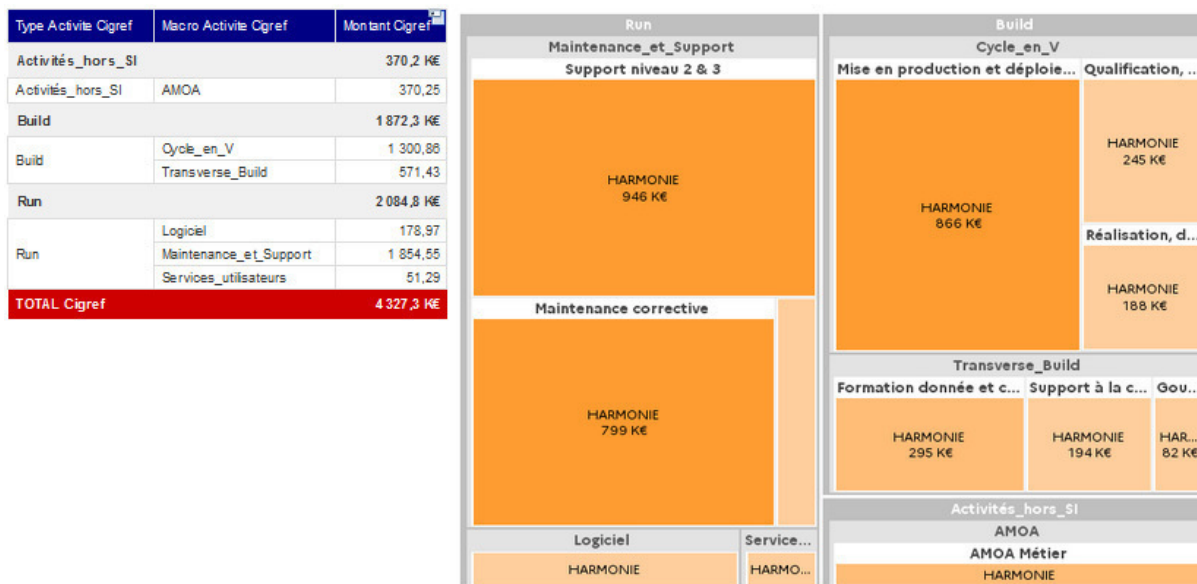 Type Activite Cigref Macro Activite Cigref Montant Cigref
Activités_hors_SI 370,2 K€
Activités_hors_SI AMOA 370,25
Build 1 872,3 K€
Build
Cycle_en_V 1 300,86
Transverse_Build 571,43
Run 2 084,8 K€
Run
Logiciel 178,97
Maintenance_et_Support 1 854,55
Services_utilisateurs 51,29
TOTAL Cigref 4 327,3 K€
Run
Maintenance_et_Support
Support niveau 2 & 3
HARMONIE
946 K€
Maintenance corrective
HARMONIE
799 K€
Logiciel
HARMONIE
Service...
HARMO...
Build
Cycle_en_V
Mise en production et déploie...
HARMONIE
866 K€
Qualification, ...
HARMONIE
245 K€
Réalisation, d...
HARMONIE
188 K€
Transverse_Build
Formation donnée et c...
HARMONIE
295 K€
Support à la c...
HARMONIE
194 K€
Gou...
HAR...
82 K€
Activités_hors_SI
AMOA
AMOA Métier
HARMONIE